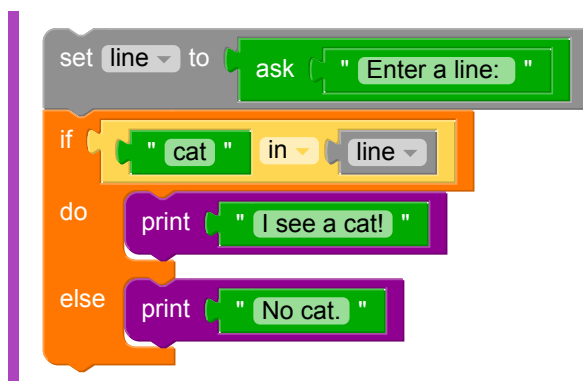 set line to ask " Enter a line: "
if " cat " in line
do print " I see a cat! "
else print " No cat. "